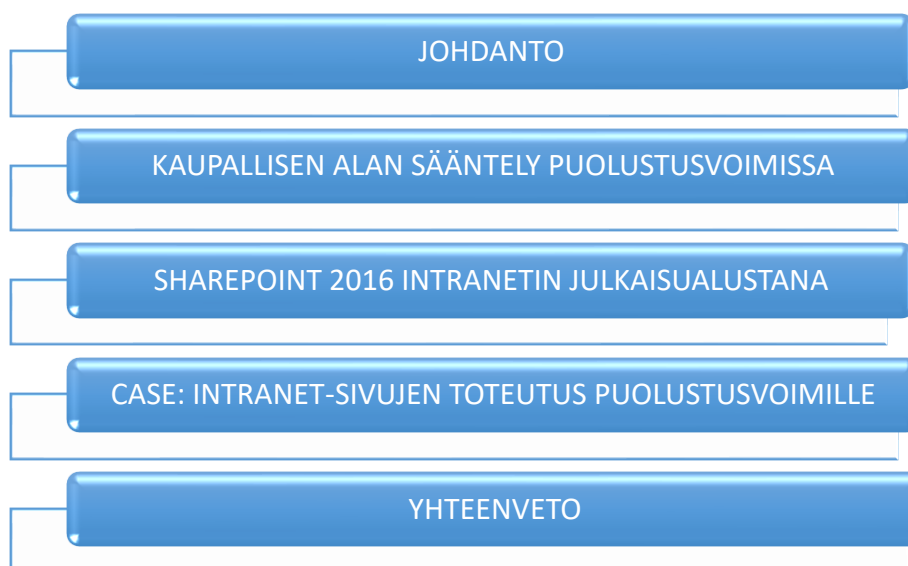 JOHDANTO
KAUPALLISEN ALAN SÄÄNTELY PUOLUSTUSVOIMISSA
SHAREPOINT 2016 INTRANETIN JULKAISUALUSTANA
CASE: INTRANET-SIVUJEN TOTEUTUS PUOLUSTUSVOIMILLE
YHTEENVETO